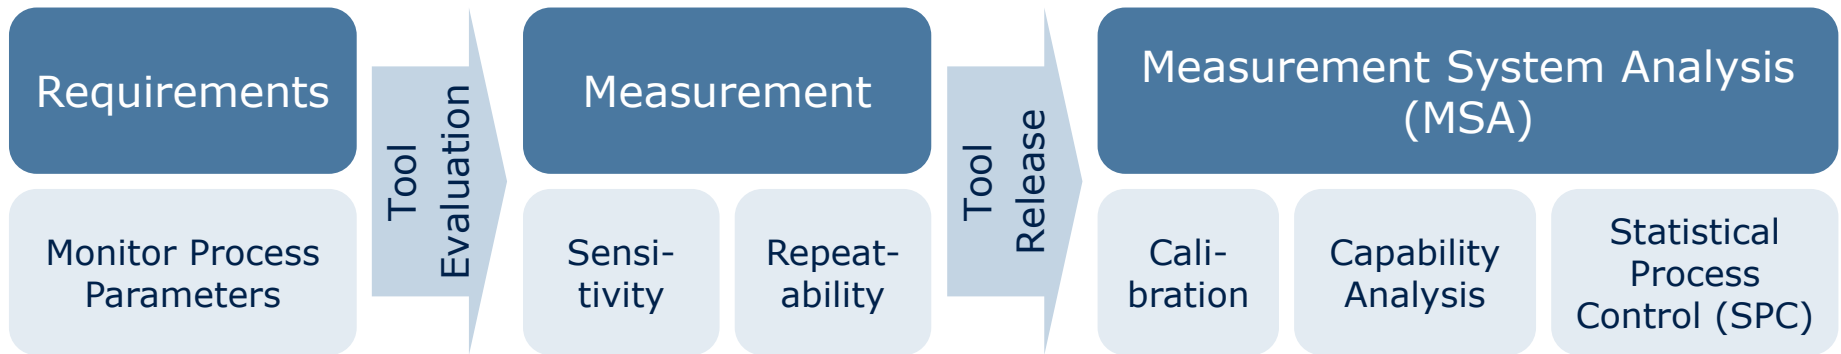 Requirements
Monitor Process
Parameters
Tool
Evaluation
Measurement
Sensi-
tivity
Repeat-
ability
Tool
Release
Measurement System Analysis
(MSA)
Cali-
bration
Capability
Analysis
Statistical
Process
Control (SPC)